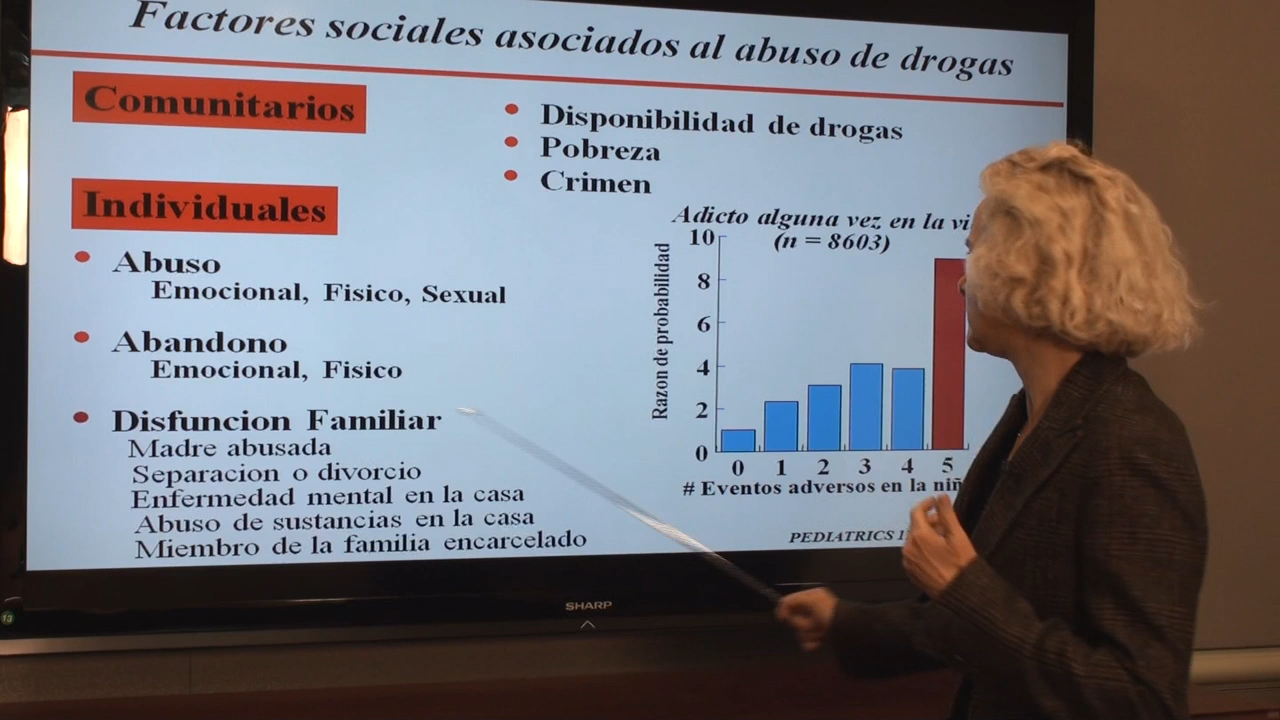 Factores sociales asociados al abuso de drogas
Comunitarios
• Disponibilidad de drogas
• Pobreza
• Crimen
Individuales
• Abuso
Emocional, Fisico, Sexual
• Abandono
Emocional, Fisico
• Disfuncion Familiar
Madre abusada
Separacion o divorcio
Enfermedad mental en la casa
Abuso de sustancias en la casa
Miembro de la familia encarcelado
Adicto alguna vez en la
(n = 8603)
Razon de probabilidad
10
8
6
4
2
0
0 1 2 3 4 5
# Eventos adversos en la
PEDIATRICS
SHARP